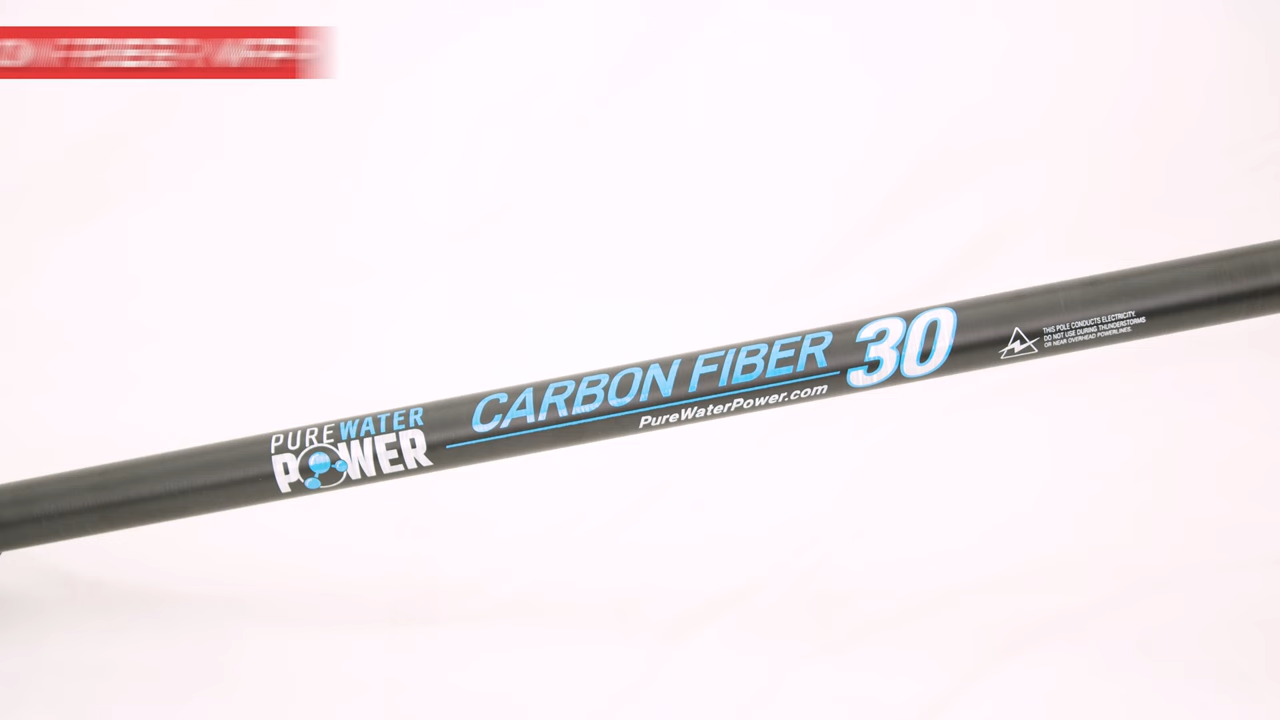 PURE WATER
POWER
CARBON FIBER 30
PureWaterPower.com
THIS POLE CONDUCTS ELECTRICITY.
DO NOT USE DURING THUNDERSTORMS
OR NEAR OVERHEAD POWERLINES.